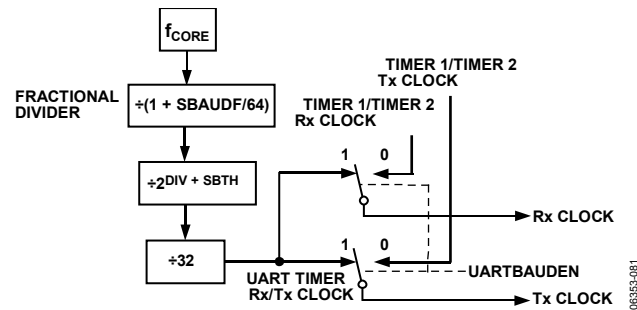 fCORE
TIMER 1/TIMER 2
Tx CLOCK
FRACTIONAL
DIVIDER
÷(1 + SBAUDF/64)
TIMER 1/TIMER 2
Rx CLOCK
1 0
÷2DIV + SBTH
Rx CLOCK
÷32
1 0
UART TIMER
Rx/Tx CLOCK
UARTBAUDEN
Tx CLOCK
06353-081